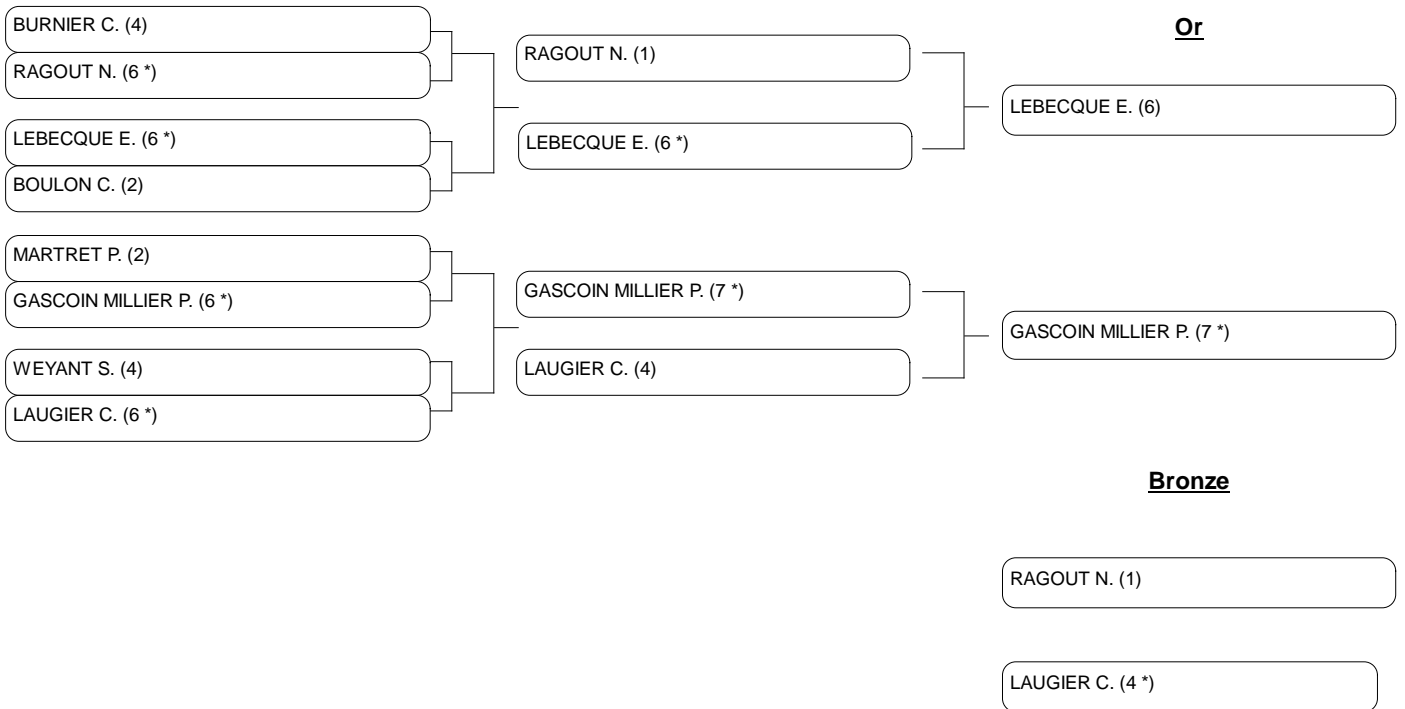 BURNIER C. (4)
RAGOUT N. (6 *)
LEBECQUE E. (6 *)
BOULON C. (2)
MARTRET P. (2)
GASCOIN MILLIER P. (6 *)
WEYANT S. (4)
LAUGIER C. (6 *)
RAGOUT N. (1)
LEBECQUE E. (6 *)
GASCOIN MILLIER P. (7 *)
LAUGIER C. (4)
Or
LEBECQUE E. (6)
GASCOIN MILLIER P. (7 *)
Bronze
RAGOUT N. (1)
LAUGIER C. (4 *)